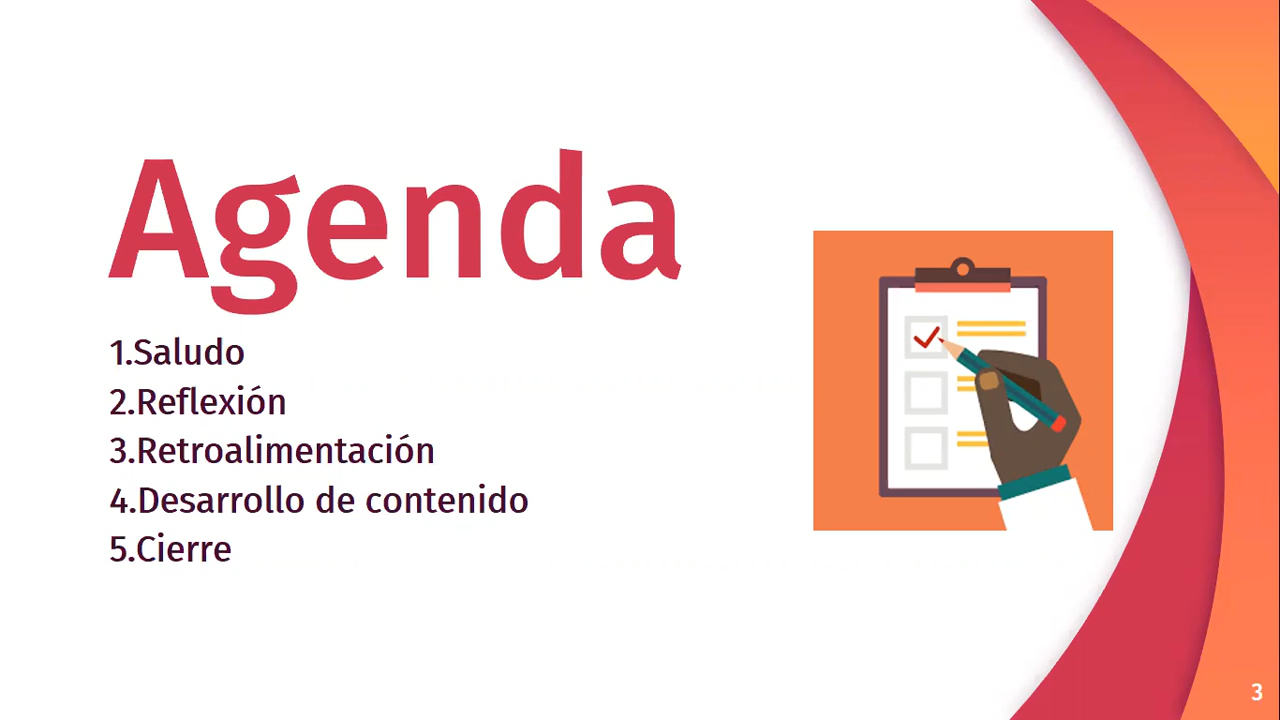 Agenda
1.Saludo
2.Reflexión
3.Retroalimentación
4.Desarrollo de contenido
5.Cierre
3